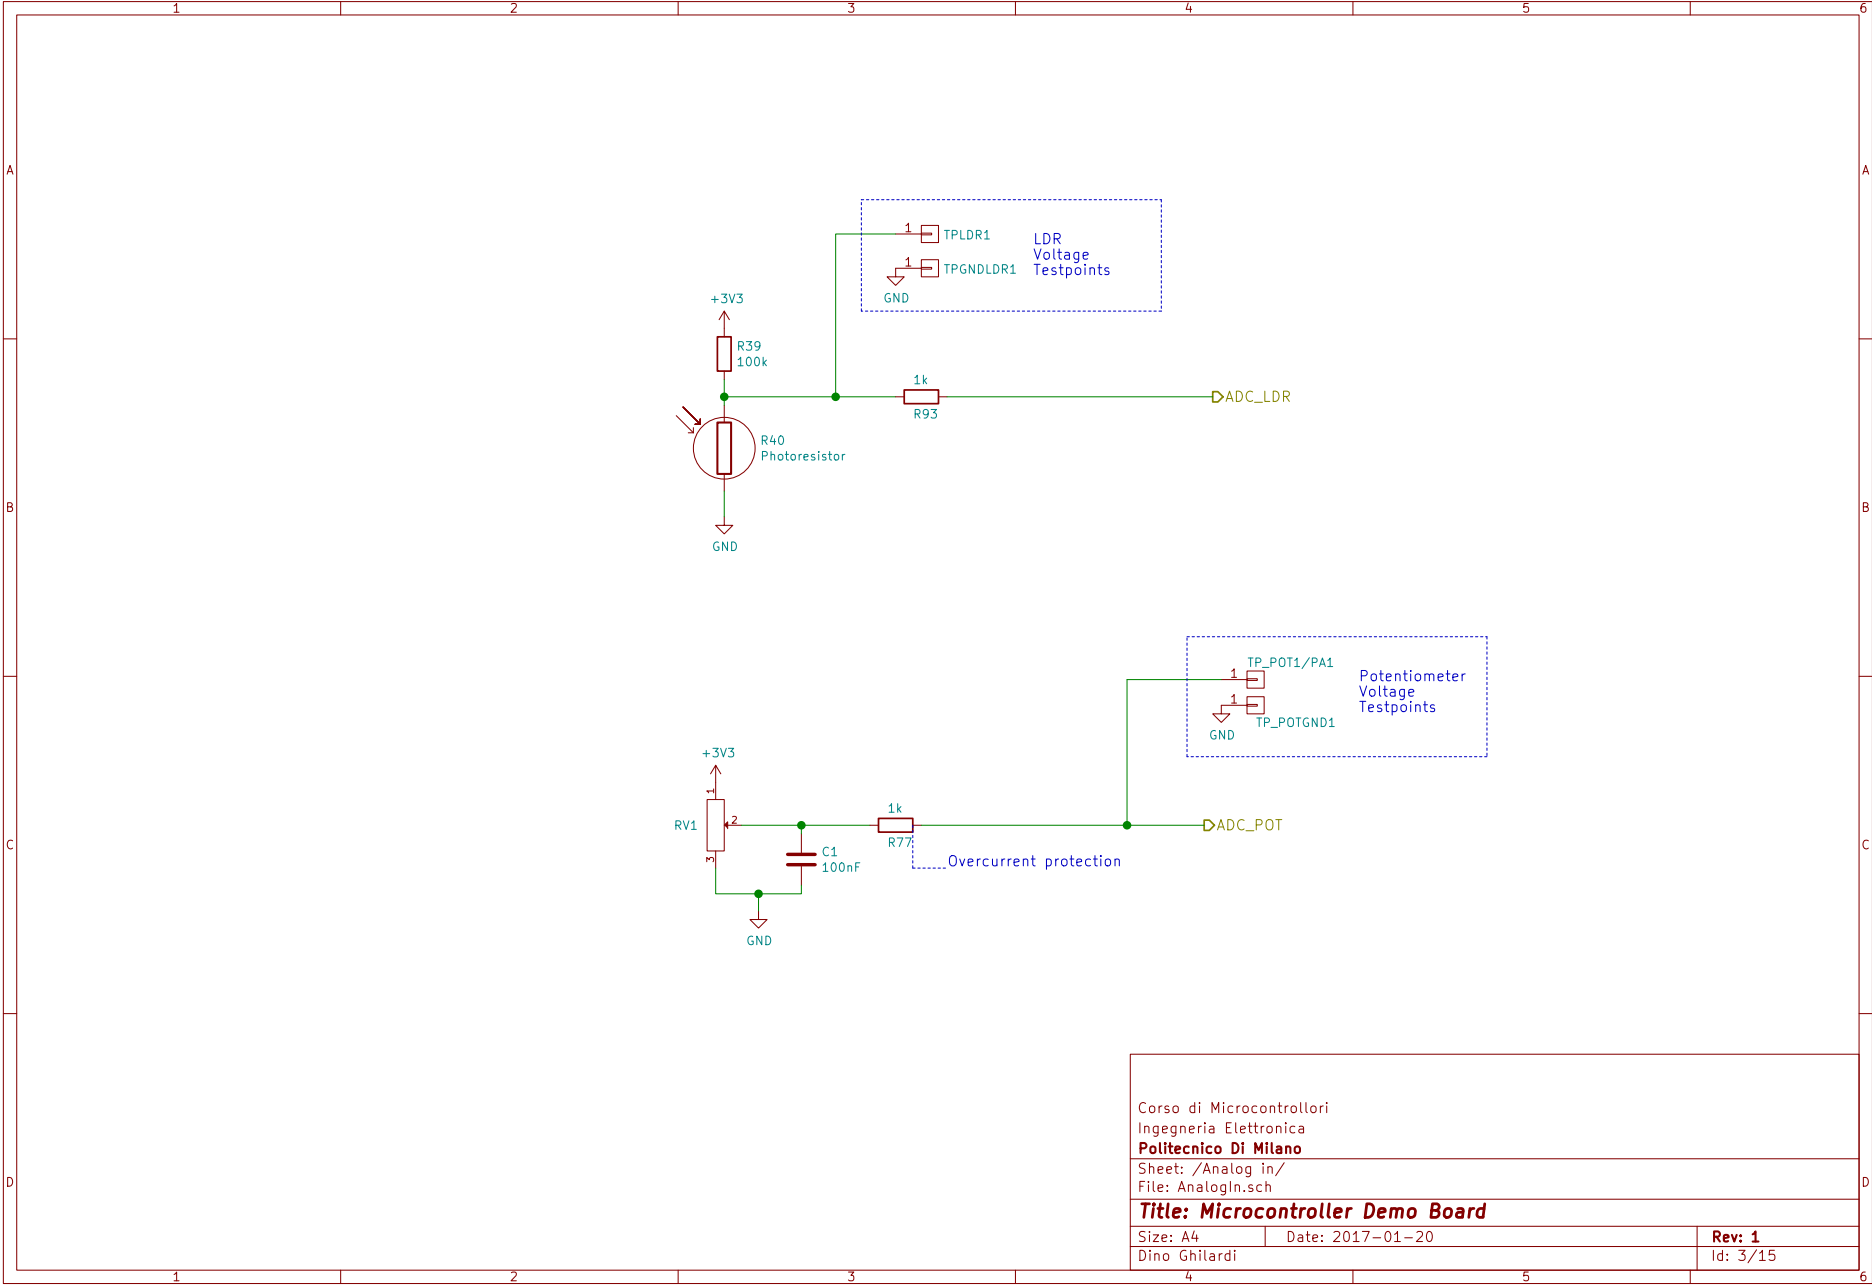 1 2 3 4 5 6
A A
1 TPLDR1
LDR
Voltage
Testpoints
1 TPGNDLDR1
GND
+3V3
R39
100k
1k
R93
ADC_LDR
R40
Photoresistor
GND
B B
TP_POT1/PA1
1
Potentiometer
Voltage
Testpoints
1
TP_POTGND1
GND
+3V3
1
RV1
2
3
1k
R77
ADC_POT
C1
100nF
Overcurrent protection
GND
C C
Corso di Microcontrollori
Ingegneria Elettronica
Politecnico Di Milano
Sheet: /Analog in/
File: AnalogIn.sch
Title: Microcontroller Demo Board
Size: A4 Date: 2017-01-20 Rev: 1
Dino Ghilardi Id: 3/15
D D
1 2 3 4 5 6